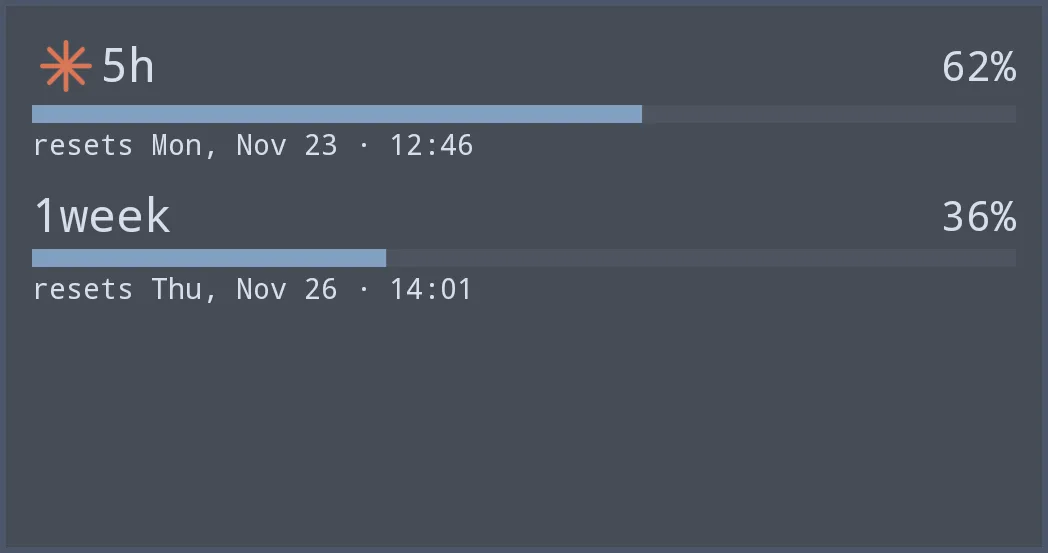 5h 62%
resets Mon, Nov 23 · 12:46
1week 36%
resets Thu, Nov 26 · 14:01